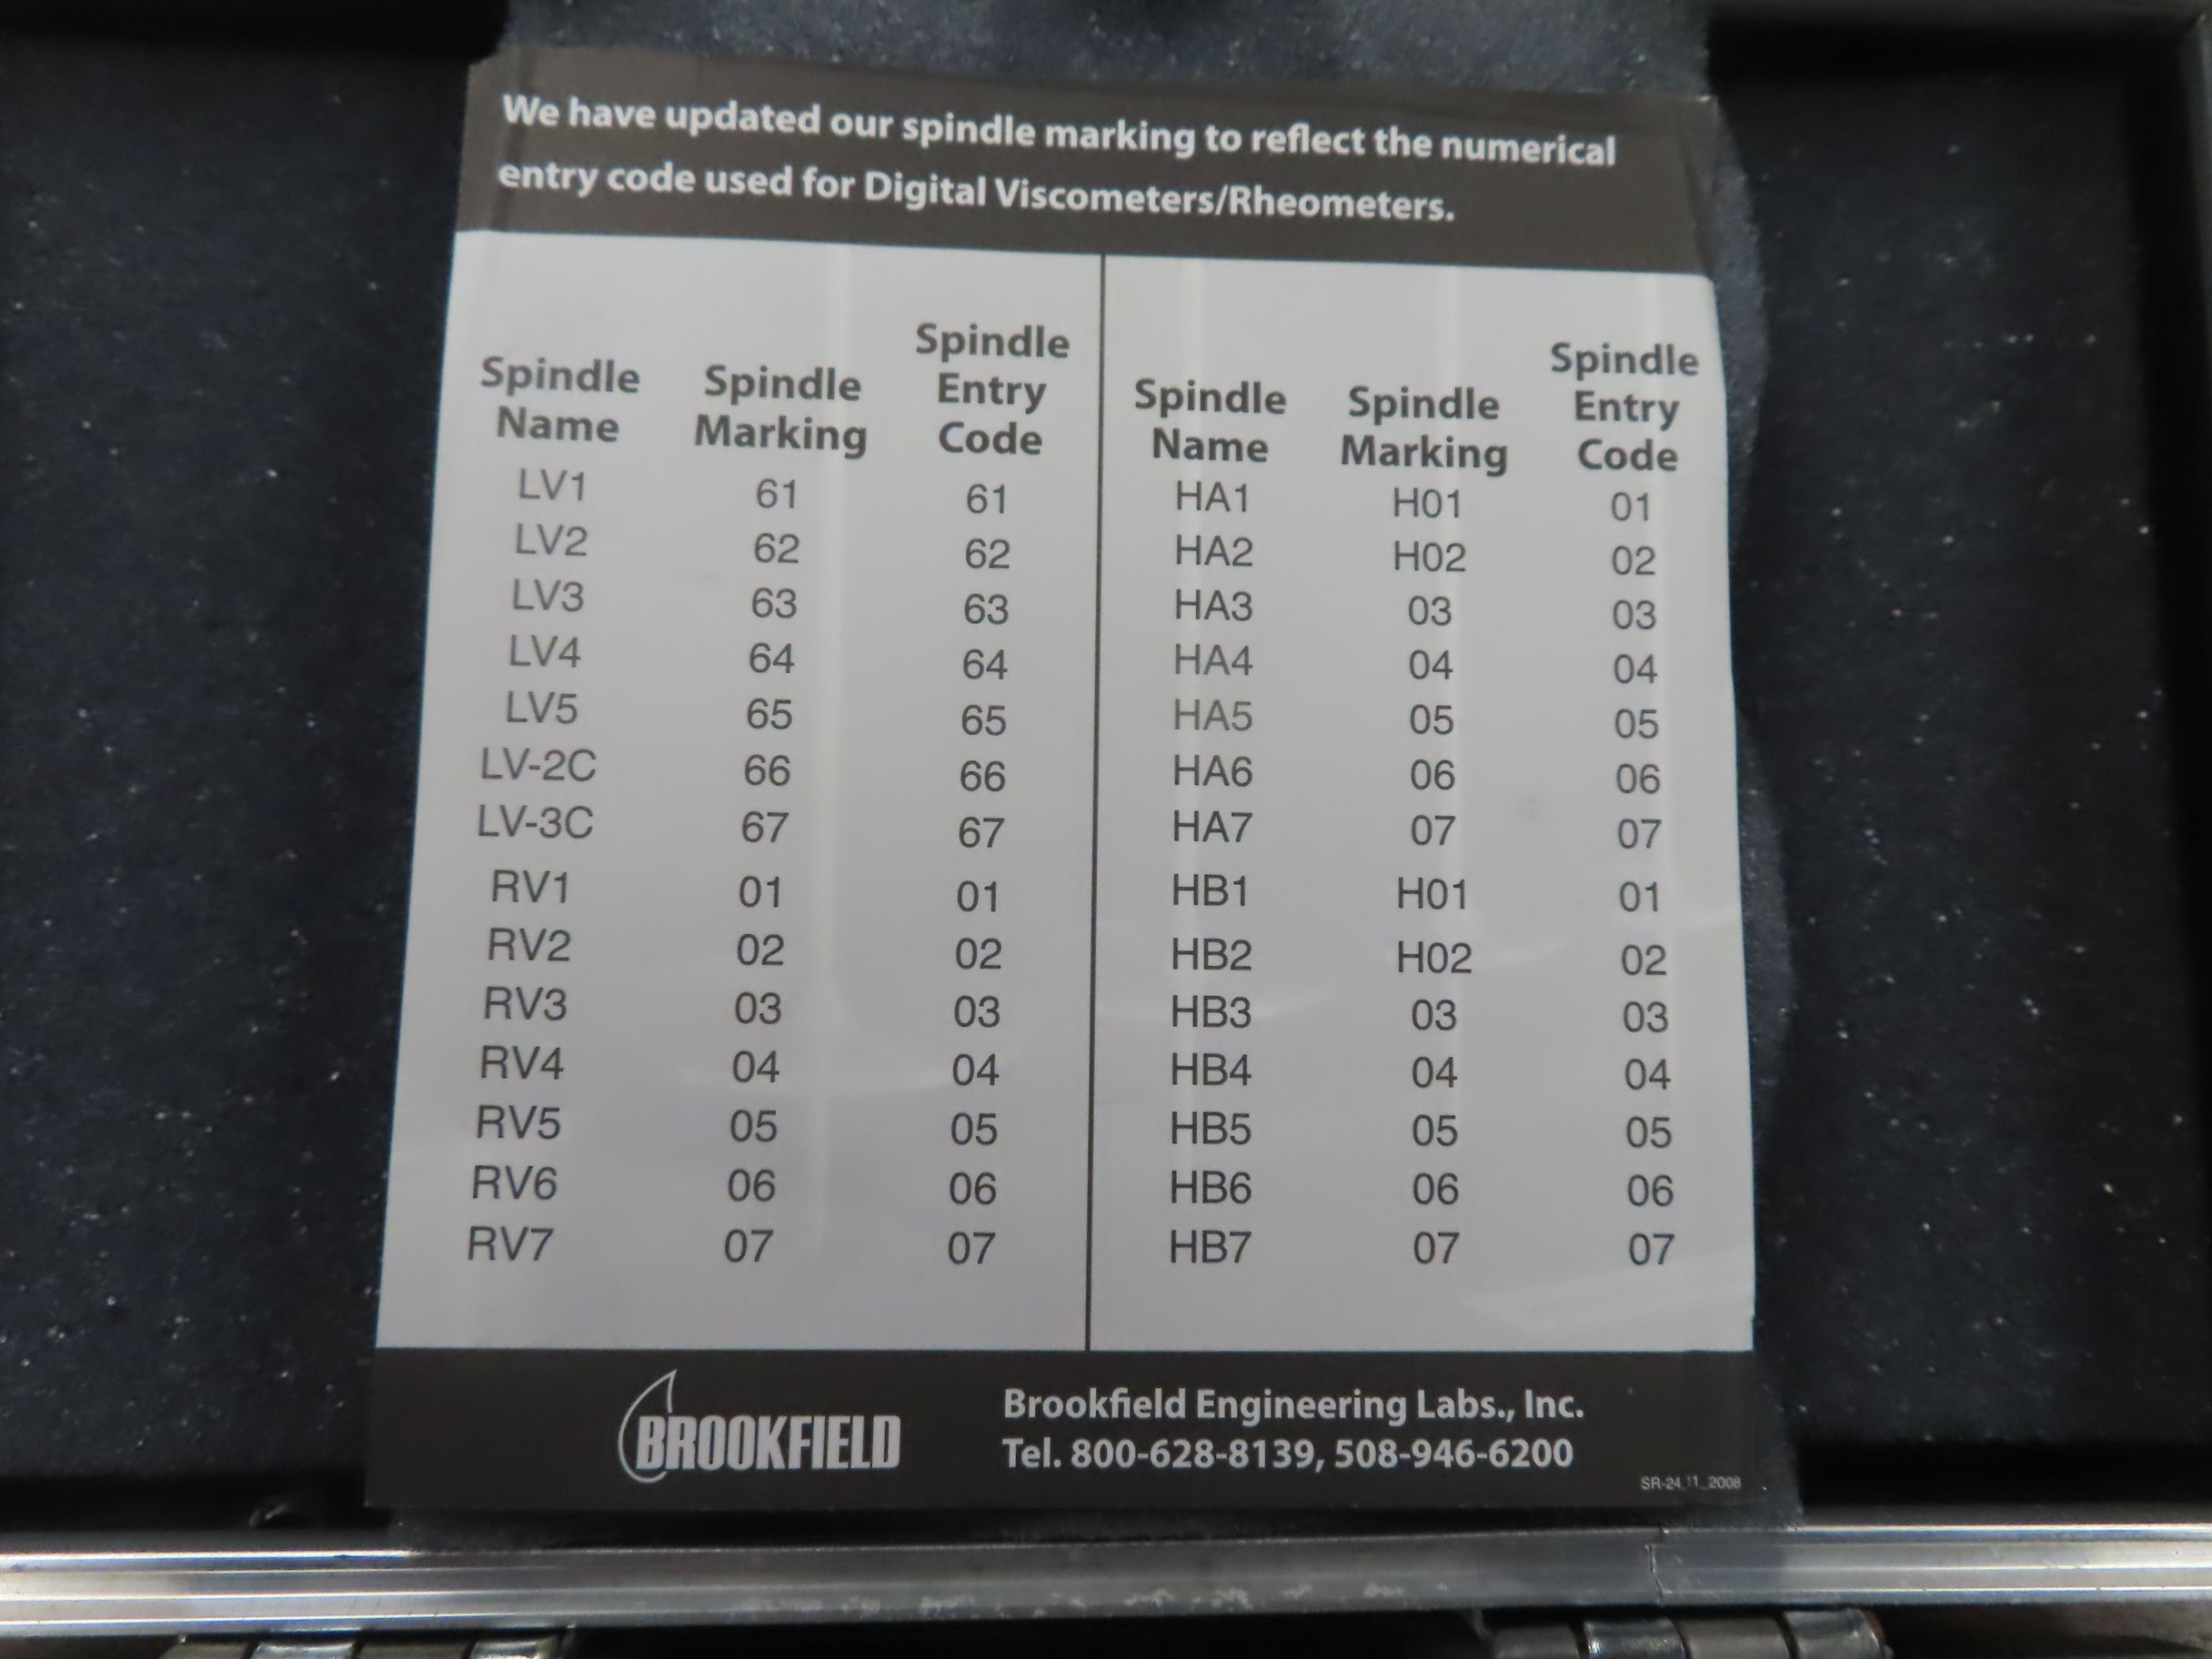 We have updated our spindle marking to reflect the numerical
entry code used for Digital Viscometers/Rheometers.
Spindle Name Spindle Marking Spindle Entry Code
LV1 61 61
LV2 62 62
LV3 63 63
LV4 64 64
LV5 65 65
LV-2C 66 66
LV-3C 67 67
RV1 01 01
RV2 02 02
RV3 03 03
RV4 04 04
RV5 05 05
RV6 06 06
RV7 07 07
Spindle Name Spindle Marking Spindle Entry Code
HA1 H01 01
HA2 H02 02
HA3 03 03
HA4 04 04
HA5 05 05
HA6 06 06
HA7 07 07
HB1 H01 01
HB2 H02 02
HB3 03 03
HB4 04 04
HB5 05 05
HB6 06 06
HB7 07 07
BROOKFIELD
Brookfield Engineering Labs., Inc.
Tel. 800-628-8139, 508-946-6200
SR-24_11_2008